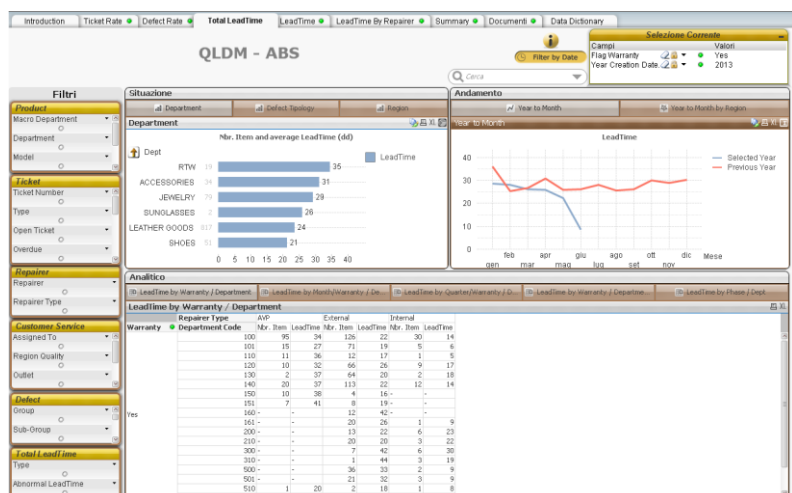 Introduction Ticket Rate Defect Rate Total LeadTime LeadTime LeadTime By Repairer Summary Documenti Data Dictionary
QLDM - ABS
Filter by Date
Cerca
Selezione Corrente
Campi Valori
Flag Warranty Yes
Year Creation Date 2013
Filtri
Product
Macro Department
Department
Model
Ticket
Ticket Number
Type
Open Ticket
Overdue
Repairer
Repairer
Repairer Type
Customer Service
Assigned To
Region Quality
Outlet
Defect
Group
Sub-Group
Total LeadTime
Type
Abnormal LeadTime
Situazione
Department Defect Tipology Region
Department XL
Nbr. Item and average LeadTime (dd)
Dept
LeadTime
RTW 19 35
ACCESSORIES 34 31
JEWELRY 79 29
SUNGLASSES 2 26
LEATHER GOODS 817 24
SHOES 51 21
0 5 10 15 20 25 30 35 40
Andamento
Year to Month Year to Month by Region
Year to Month XL
LeadTime
Selected Year
Previous Year
40
30
20
10
0
feb apr giu ago ott dic Mese
gen mar mag lug set nov
Analitico
LeadTime by Warranty / Department LeadTime by Month/Warranty / De... LeadTime by Quarter/Warranty / D... LeadTime by Warranty / Departme... LeadTime by Phase / Dept
LeadTime by Warranty / Department XL
Repairer Type AVP External Internal
Warranty Department Code Nbr. Item LeadTime Nbr. Item LeadTime Nbr. Item LeadTime
Yes
100 95 34 126 22 30 14
101 15 27 71 19 5 6
110 11 36 12 17 1 5
120 10 32 66 26 9 17
130 2 37 64 20 2 18
140 20 37 113 22 12 14
150 10 38 4 16 - -
151 7 41 8 19 - -
160 - - 12 42 - -
161 - - 20 26 1 9
200 - - 13 22 6 23
210 - - 20 20 3 22
300 - - 7 42 6 30
310 - - 1 44 3 19
500 - - 36 33 2 9
501 - - 21 32 3 9
510 1 20 2 18 1 8